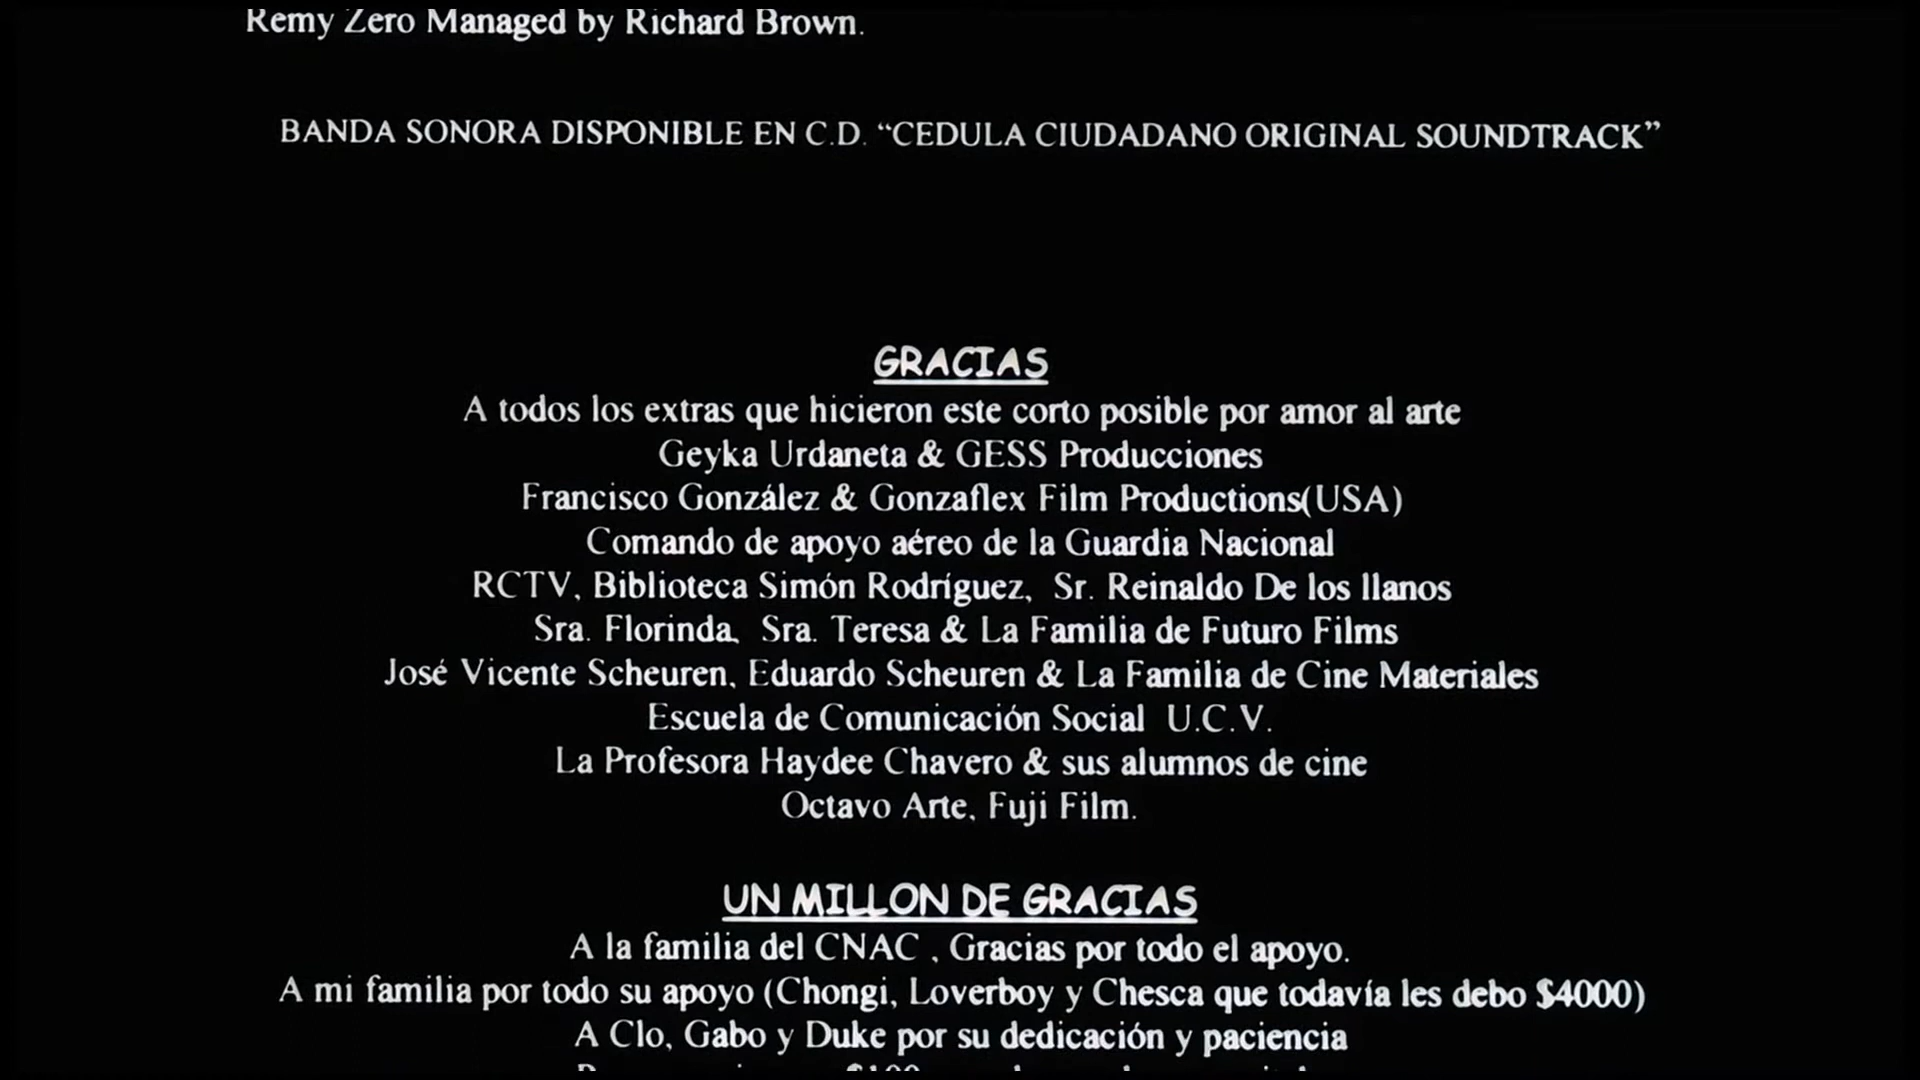 Remy Zero Managed by Richard Brown.
BANDA SONORA DISPONIBLE EN C.D. “CEDULA CIUDADANO ORIGINAL SOUNDTRACK”
GRACIAS
A todos los extras que hicieron este corto posible por amor al arte
Geyka Urdaneta & GESS Producciones
Francisco González & Gonzaflex Film Productions(USA)
Comando de apoyo aéreo de la Guardia Nacional
RCTV, Biblioteca Simón Rodríguez, Sr. Reinaldo De los llanos
Sra. Florinda, Sra. Teresa & La Familia de Futuro Films
José Vicente Scheuren, Eduardo Scheuren & La Familia de Cine Materiales
Escuela de Comunicación Social U.C.V.
La Profesora Haydee Chavero & sus alumnos de cine
Octavo Arte, Fuji Film.
UN MILLON DE GRACIAS
A la familia del CNAC , Gracias por todo el apoyo.
A mi familia por todo su apoyo (Chongi, Loverboy y Chesca que todavía les debo $4000)
A Clo, Gabo y Duke por su dedicación y paciencia